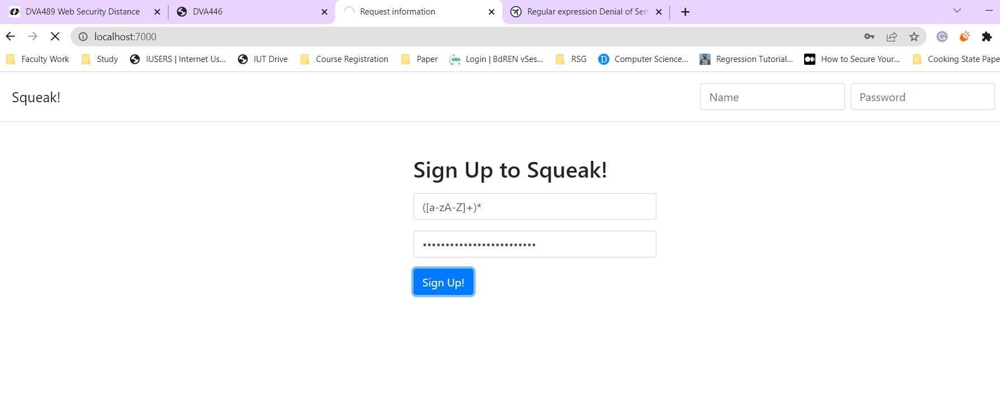 DVA489 Web Security Distance
DVA446
Request information
Regular expression Denial of Serv
localhost:7000
Faculty Work
Study
IUSERS | Internet Us...
IUT Drive
Course Registration
Paper
Login | BdREN vSes...
RSG
Computer Science...
Regression Tutorial...
How to Secure Your...
Cooking State Pape
Squeak!
Name
Password
Sign Up to Squeak!
([a-zA-Z]+)*
•••••••••••••••••••••••••
Sign Up!